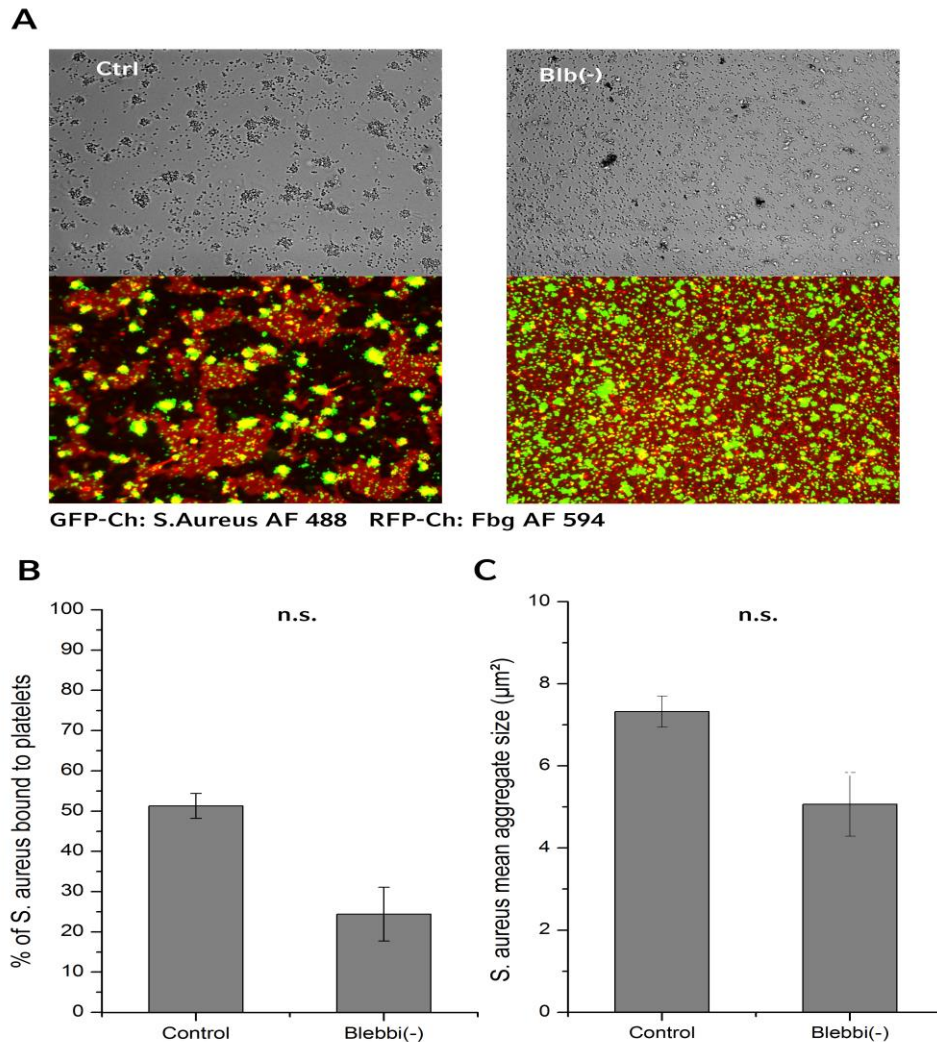 A
Ctrl
Blb(-)
GFP-Ch: S.Aureus AF 488 RFP-Ch: Fbg AF 594
B
n.s.
% of S. aureus bound to platelets
100
90
80
70
60
50
40
30
20
10
0
Control
Blebbi(-)
C
n.s.
S. aureus mean aggregate size (µm²)
10
8
6
4
2
0
Control
Blebbi(-)